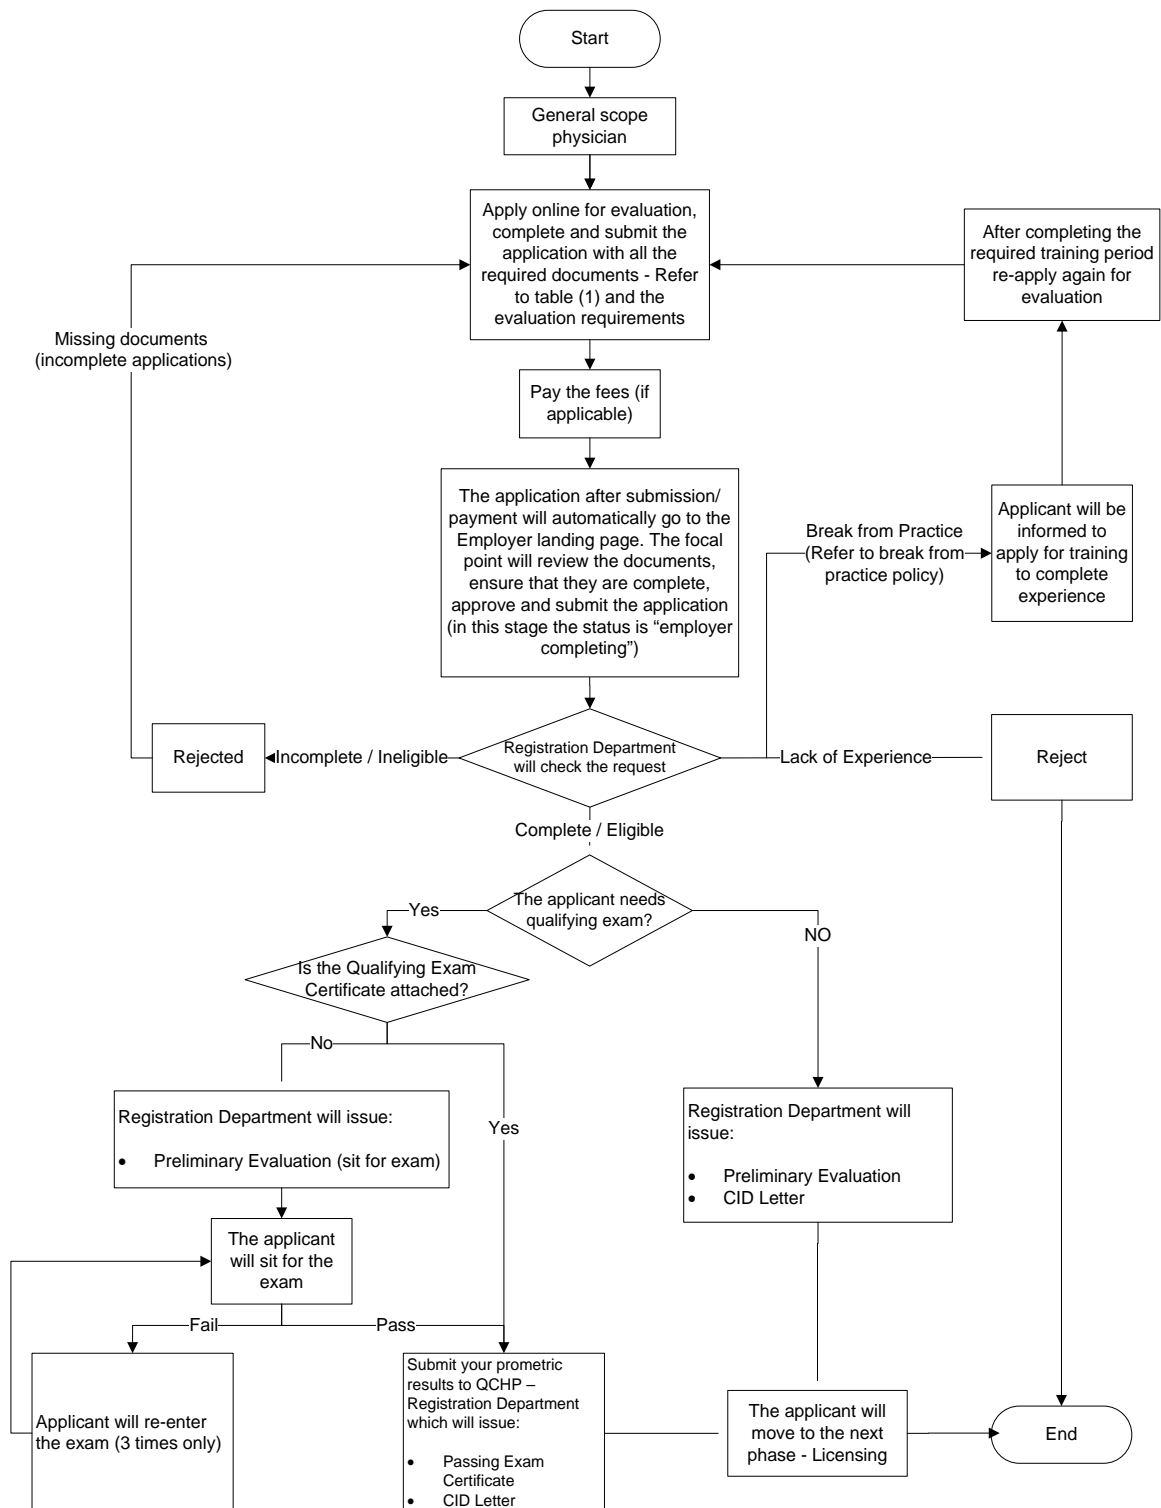 Start
General scope
physician
Apply online for evaluation,
complete and submit the
application with all the
required documents - Refer
to table (1) and the
evaluation requirements
After completing the
required training period
re-apply again for
evaluation
Missing documents
(incomplete applications)
Pay the fees (if
applicable)
The application after submission/
payment will automatically go to the
Employer landing page. The focal
point will review the documents,
ensure that they are complete,
approve and submit the application
(in this stage the status is “employer
completing”)
Break from Practice
(Refer to break from
practice policy)
Applicant will be
informed to
apply for training
to complete
experience
Rejected
Incomplete / Ineligible
Registration Department
will check the request
Lack of Experience
Reject
Complete / Eligible
The applicant needs
qualifying exam?
Yes
NO
Is the Qualifying Exam
Certificate attached?
No
Yes
Registration Department will issue:
• Preliminary Evaluation (sit for exam)
Registration Department will
issue:
• Preliminary Evaluation
• CID Letter
The applicant
will sit for the
exam
Fail
Pass
Applicant will re-enter
the exam (3 times only)
Submit your prometric
results to QCHP –
Registration Department
which will issue:
• Passing Exam
Certificate
• CID Letter
The applicant will
move to the next
phase - Licensing
End